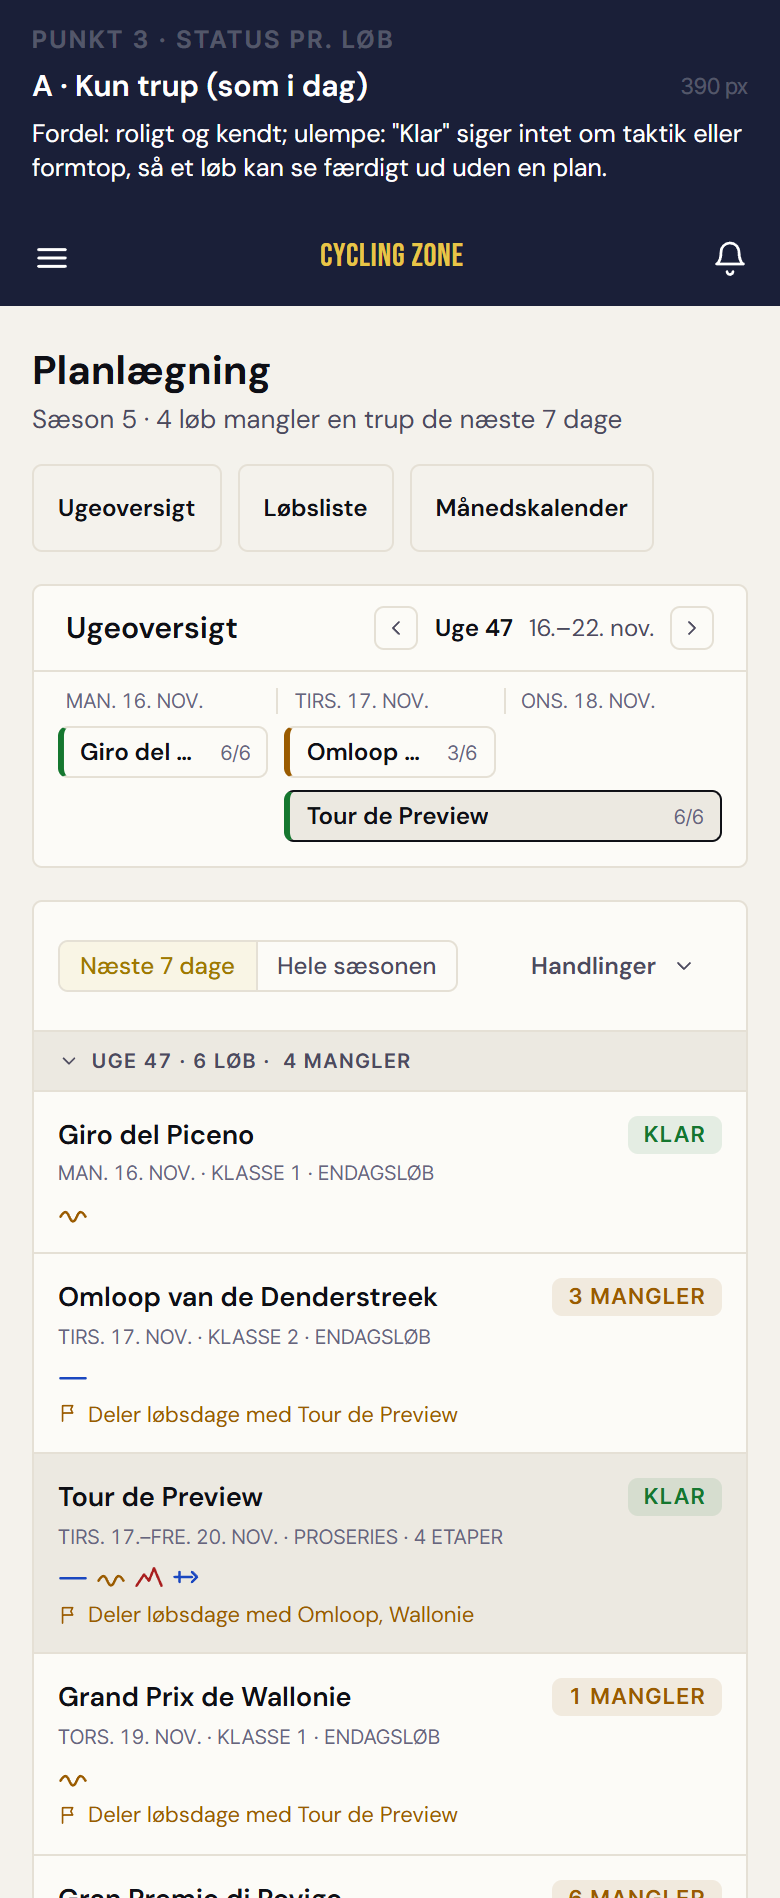 PUNKT 3 · STATUS PR. LØB
A · Kun trup (som i dag)
390 px
Fordel: roligt og kendt; ulempe: "Klar" siger intet om taktik eller
formtop, så et løb kan se færdigt ud uden en plan.
CYCLING ZONE
Planlægning
Sæson 5 · 4 løb mangler en trup de næste 7 dage
Ugeoversigt
Løbsliste
Månedskalender
Ugeoversigt
Uge 47 16.–22. nov.
MAN. 16. NOV.
TIRS. 17. NOV.
ONS. 18. NOV.
Giro del ... 6/6
Omloop ... 3/6
Tour de Preview 6/6
Næste 7 dage
Hele sæsonen
Handlinger
UGE 47 · 6 LØB · 4 MANGLER
Giro del Piceno
KLAR
MAN. 16. NOV. · KLASSE 1 · ENDAGSLØB
Omloop van de Denderstreek
3 MANGLER
TIRS. 17. NOV. · KLASSE 2 · ENDAGSLØB
Deler løbsdage med Tour de Preview
Tour de Preview
KLAR
TIRS. 17.–FRE. 20. NOV. · PROSERIES · 4 ETAPER
Deler løbsdage med Omloop, Wallonie
Grand Prix de Wallonie
1 MANGLER
TORS. 19. NOV. · KLASSE 1 · ENDAGSLØB
Deler løbsdage med Tour de Preview
Gran Premio di Rovigo
6 MANGLER